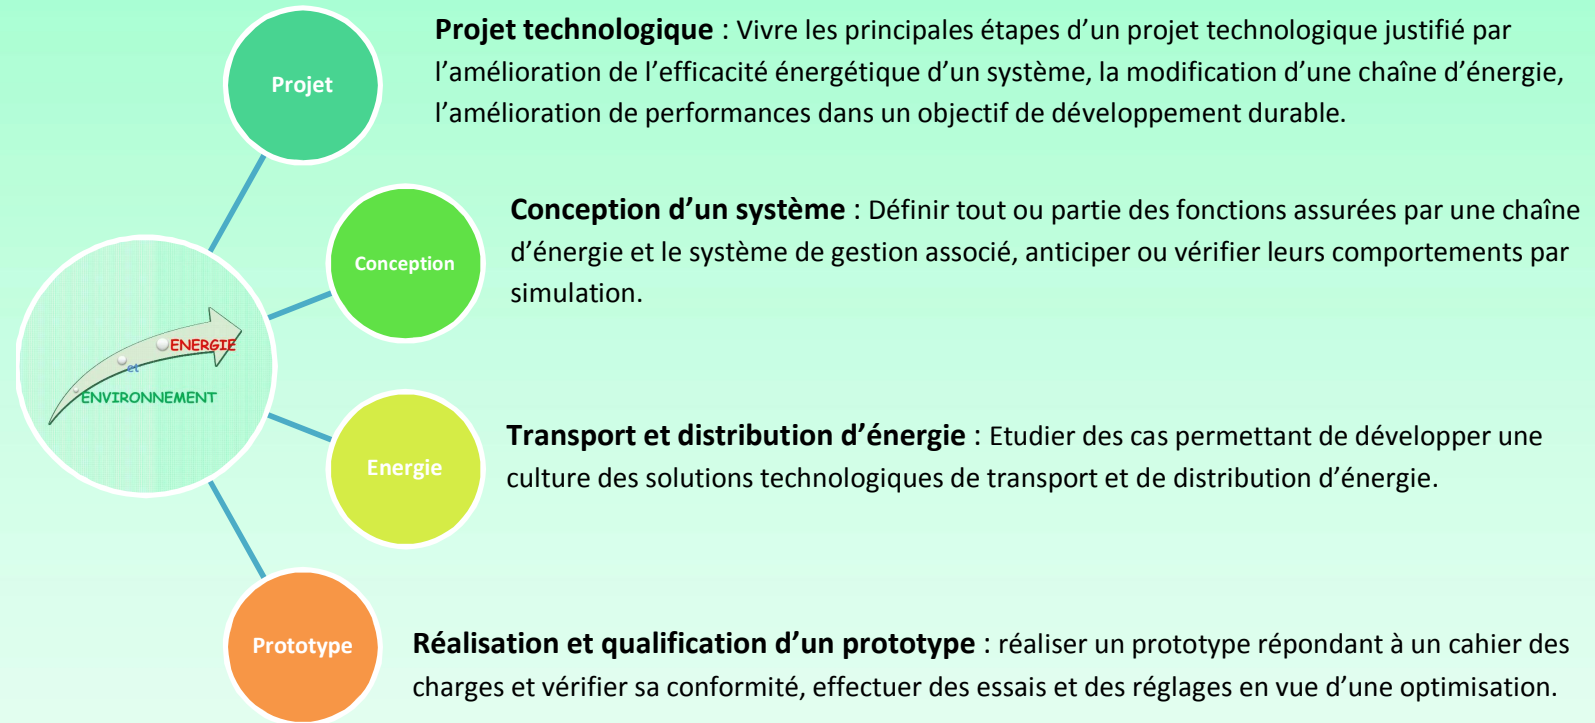 Projet
Projet technologique : Vivre les principales étapes d’un projet technologique justifié par
l’amélioration de l’efficacité énergétique d’un système, la modification d’une chaîne d’énergie,
l’amélioration de performances dans un objectif de développement durable.
Conception
Conception d’un système : Définir tout ou partie des fonctions assurées par une chaîne
d’énergie et le système de gestion associé, anticiper ou vérifier leurs comportements par
simulation.
ENERGIE
et
ENVIRONNEMENT
Energie
Transport et distribution d’énergie : Etudier des cas permettant de développer une
culture des solutions technologiques de transport et de distribution d’énergie.
Prototype
Réalisation et qualification d’un prototype : réaliser un prototype répondant à un cahier des
charges et vérifier sa conformité, effectuer des essais et des réglages en vue d’une optimisation.